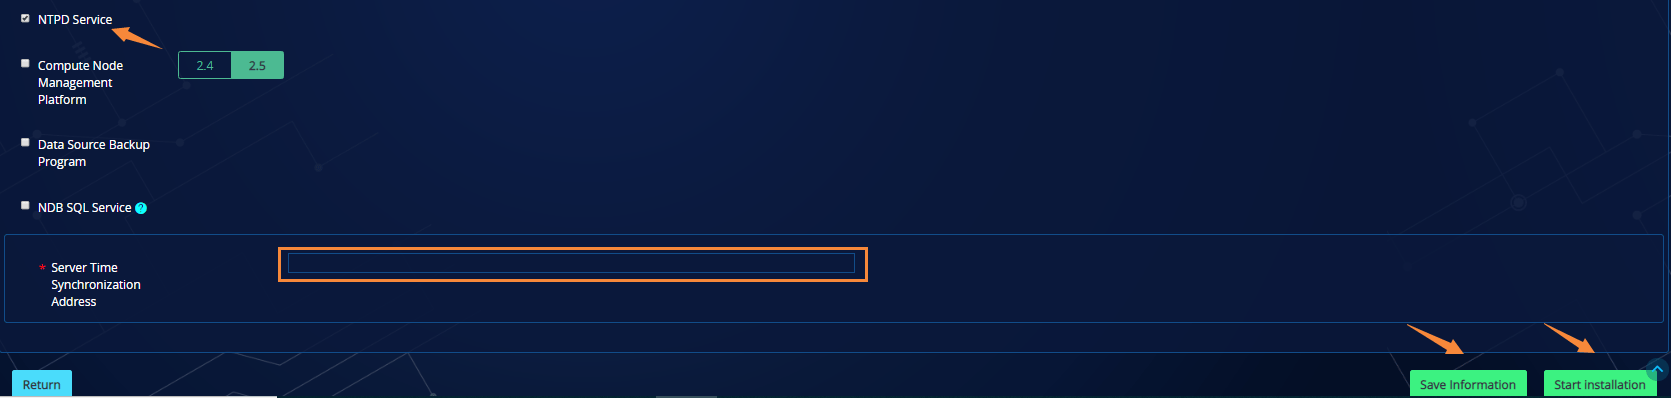 NTPD Service
Compute Node
Management
Platform
2.4
2.5
Data Source Backup
Program
NDB SQL Service ?
* Server Time
Synchronization
Address
Return
Save Information
Start installation